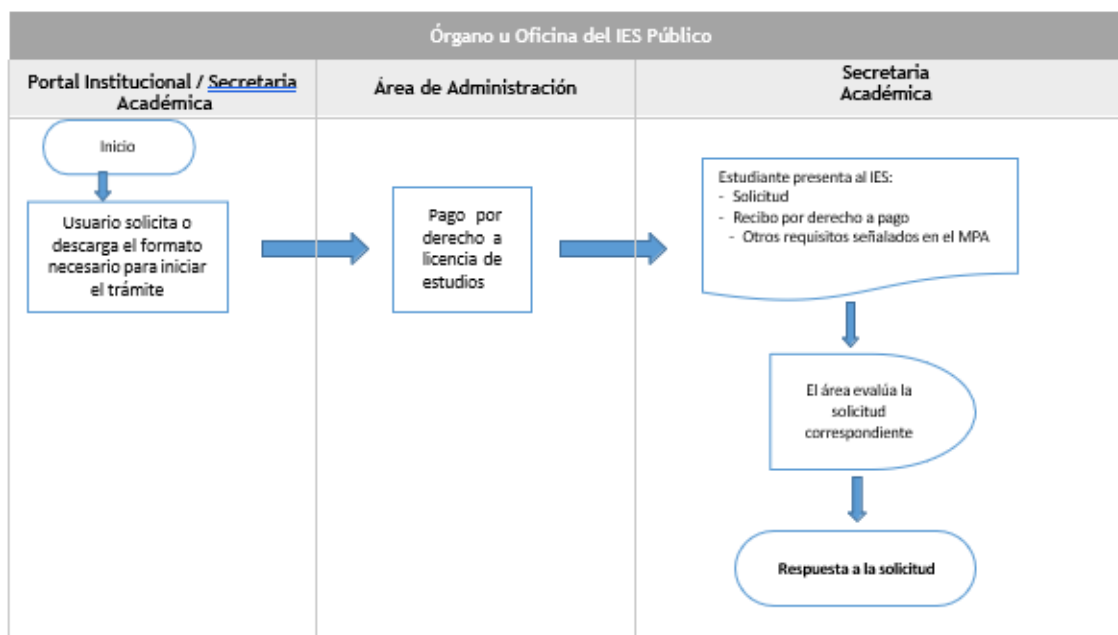 Órgano u Oficina del IES Público
Portal Institucional / Secretaria
Académica
Área de Administración
Secretaria
Académica
Inicio
Usuario solicita o
descarga el formato
necesario para iniciar
el trámite
Pago por
derecho a
licencia de
estudios
Estudiante presenta al IES:
- Solicitud
- Recibo por derecho a pago
- Otros requisitos señalados en el MPA
El área evalúa la
solicitud
correspondiente
Respuesta a la solicitud